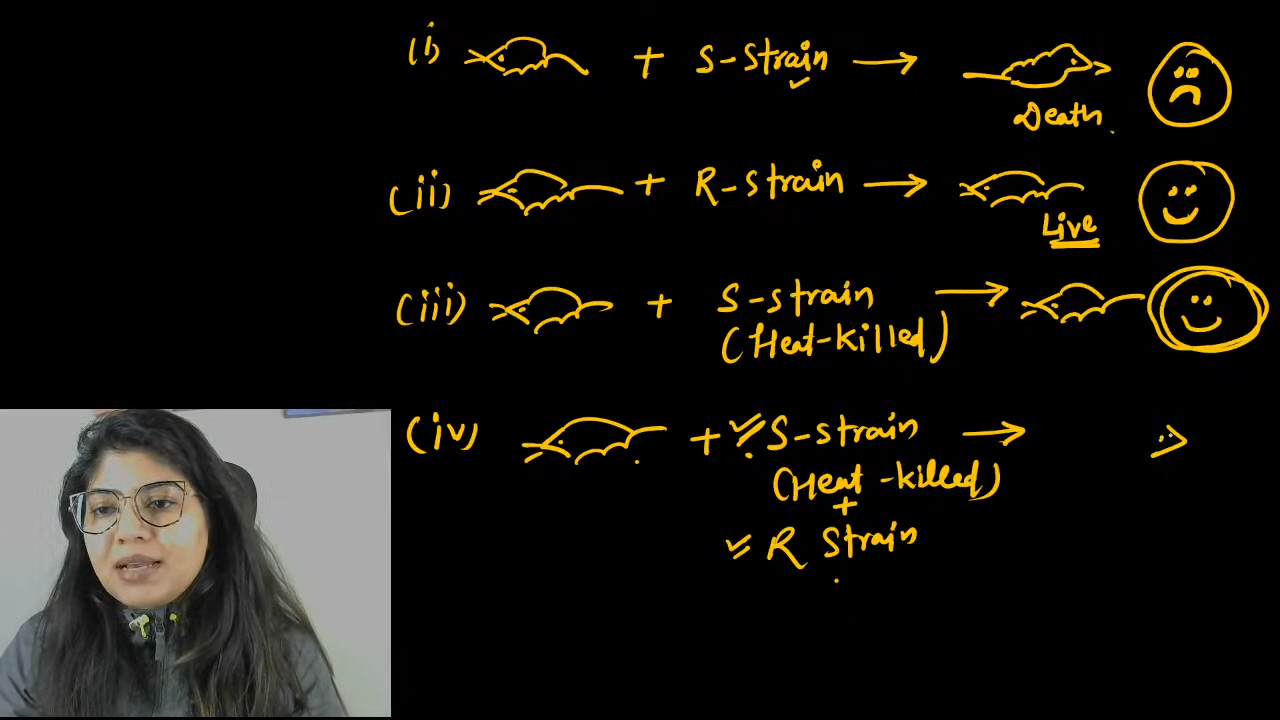 (i) + S-strain → Death
(ii) + R-strain → Live
(iii) + S-strain →
(Heat-killed)
(iv) + S-strain →
(Heat-killed)
+
R Strain